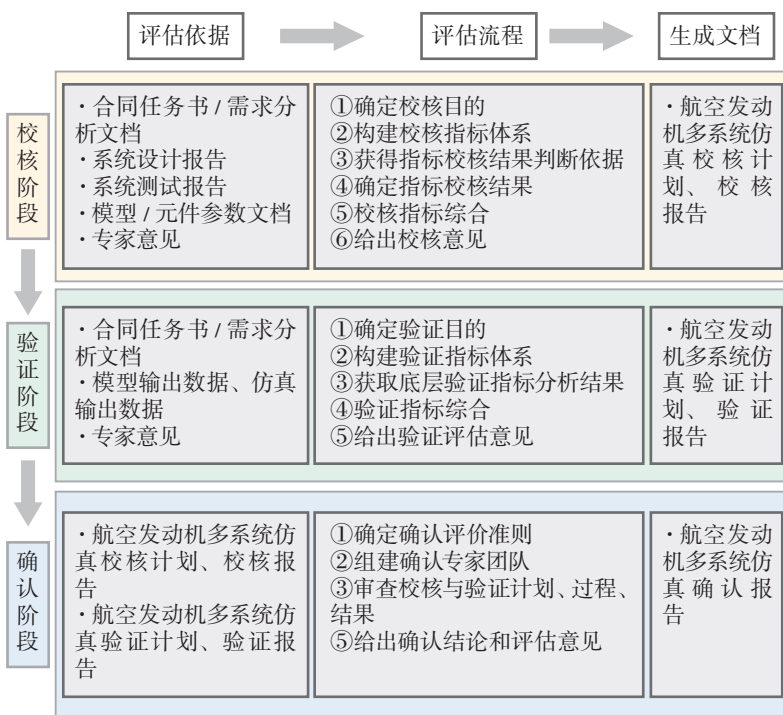 评估依据
评估流程
生成文档
校核阶段
·合同任务书/需求分
析文档
·系统设计报告
·系统测试报告
·模型/元件参数文档
·专家意见
①确定校核目的
②构建校核指标体系
③获得指标校核结果判断依据
④确定指标校核结果
⑤校核指标综合
⑥给出校核意见
·航空发动
机多系统仿
真校核计
划、校核
报告
验证阶段
·合同任务书/需求分
析文档
·模型输出数据、仿真
输出数据
·专家意见
①确定验证目的
②构建验证指标体系
③获取底层验证指标分析结果
④验证指标综合
⑤给出验证评估意见
·航空发动
机多系统仿
真验证计
划、验证
报告
确认阶段
·航空发动机多系统仿
真校核计划、校核报
告
·航空发动机多系统仿
真验证计划、验证报
告
①确定确认评价准则
②组建确认专家团队
③审查校核与验证计划、过程、
结果
⑤给出确认结论和评估意见
·航空发动
机多系统仿
真确认报
告